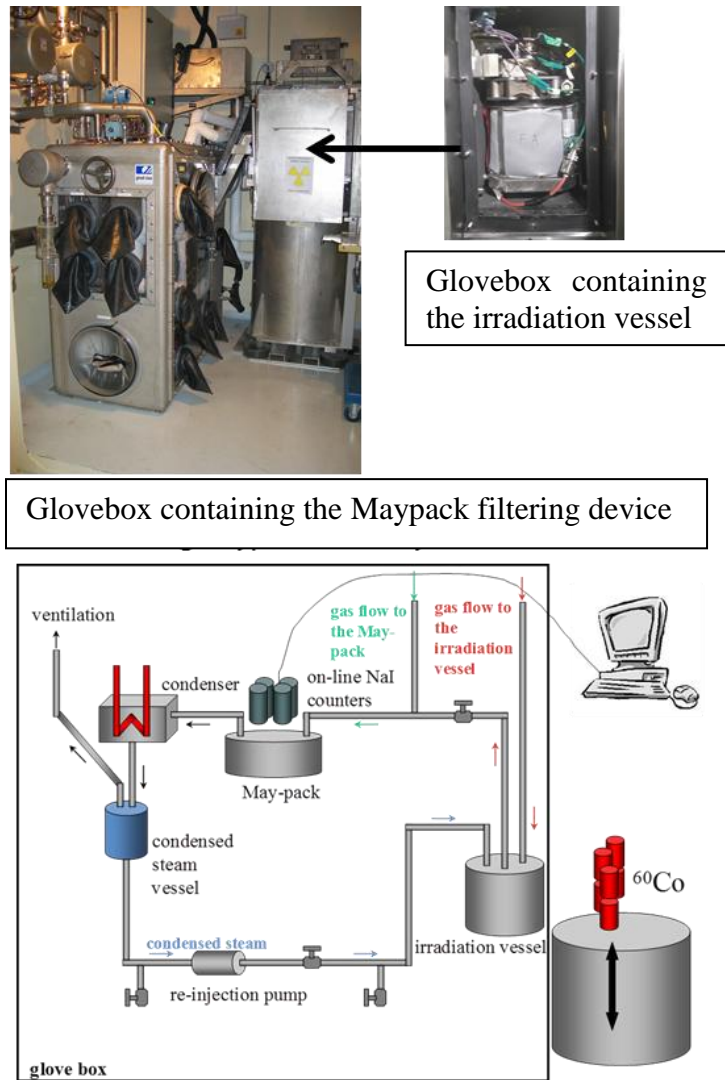 Glovebox containing
the irradiation vessel
Glovebox containing the Maypack filtering device
ventilation
gas flow to
the May-
pack
gas flow to
the
irradiation
vessel
condenser
on-line NaI
counters
May-pack
condensed
steam
vessel
⁶⁰Co
condensed steam
irradiation vessel
re-injection pump
glove box